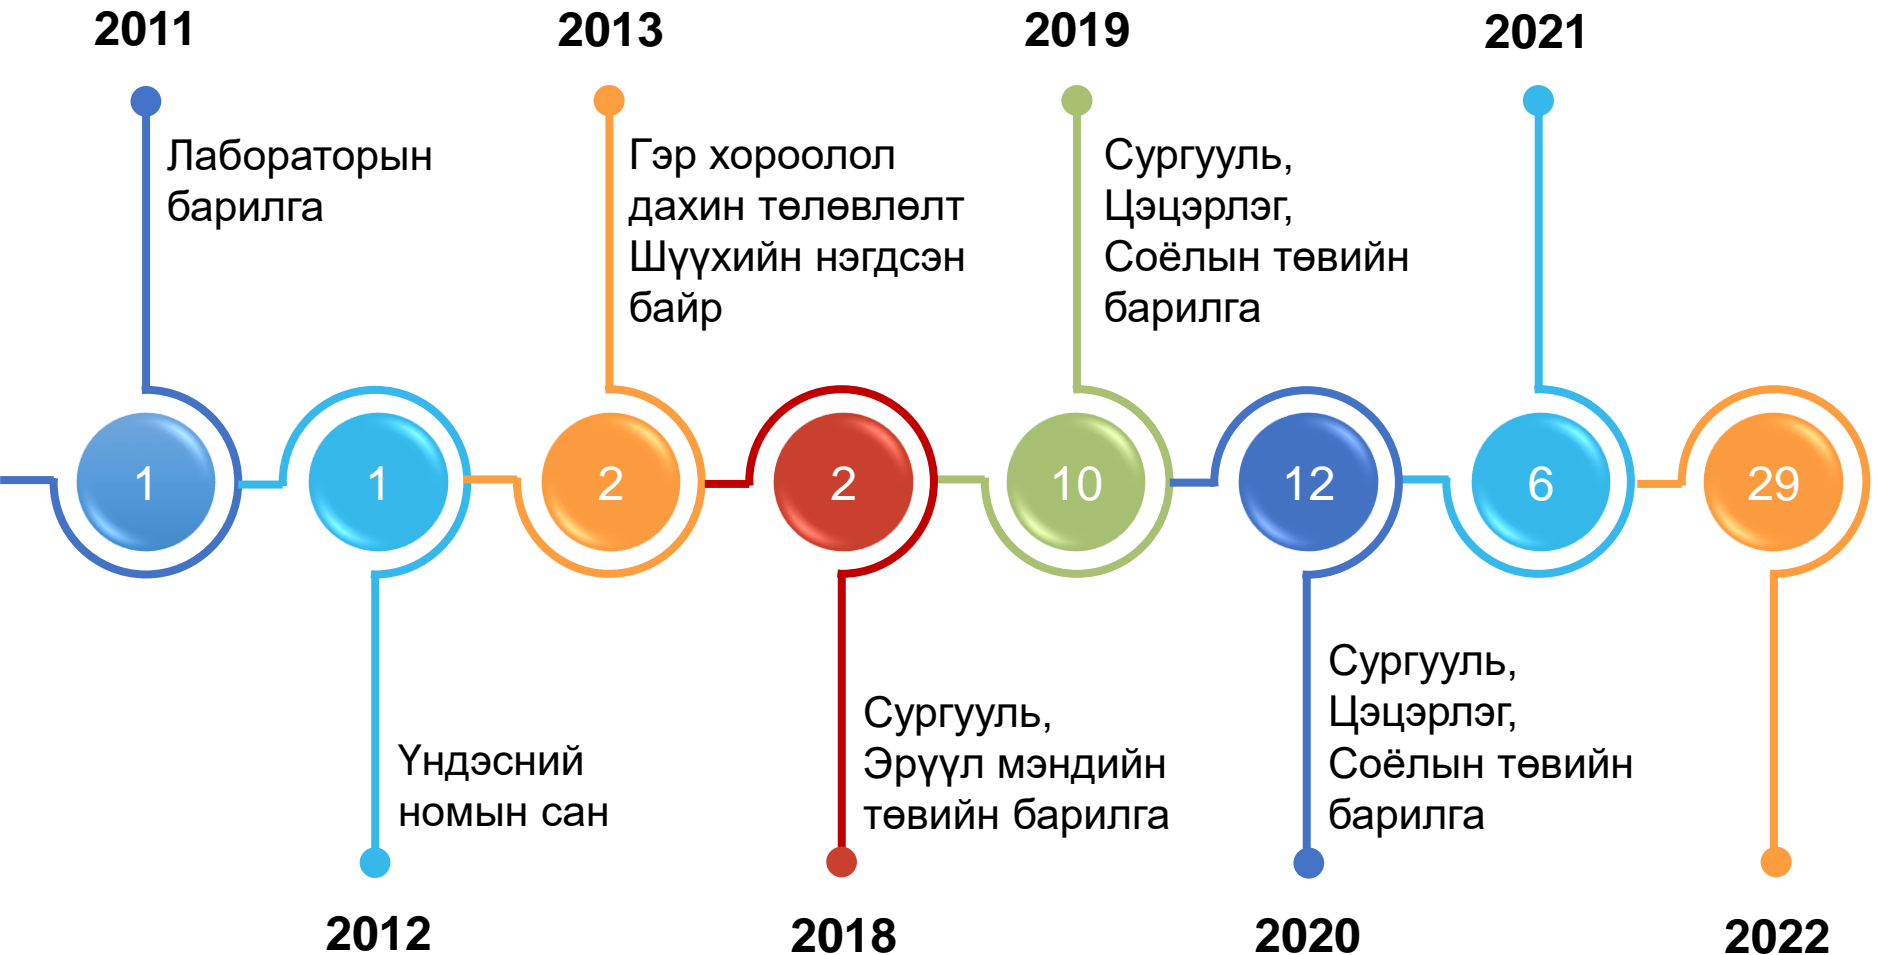 2011
2013
2019
2021
Лабораторын
барилга
Гэр хороолол
дахин төлөвлөлт
Шүүхийн нэгдсэн
байр
Сургууль,
Цэцэрлэг,
Соёлын төвийн
барилга
1
1
2
2
10
12
6
29
Үндэсний
номын сан
Сургууль,
Эрүүл мэндийн
төвийн барилга
Сургууль,
Цэцэрлэг,
Соёлын төвийн
барилга
2012
2018
2020
2022